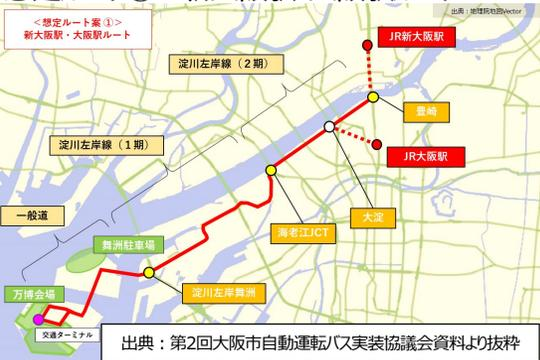 出典：地理院地図Vector
＜想定ルート案①＞
新大阪駅・大阪駅ルート
JR新大阪駅
淀川左岸線（２期）
豊崎
淀川左岸線（１期）
JR大阪駅
一般道
大淀
海老江JCT
舞洲駐車場
淀川左岸舞洲
万博会場
交通ターミナル
出典：第2回大阪市自動運転バス実装協議会資料より抜粋